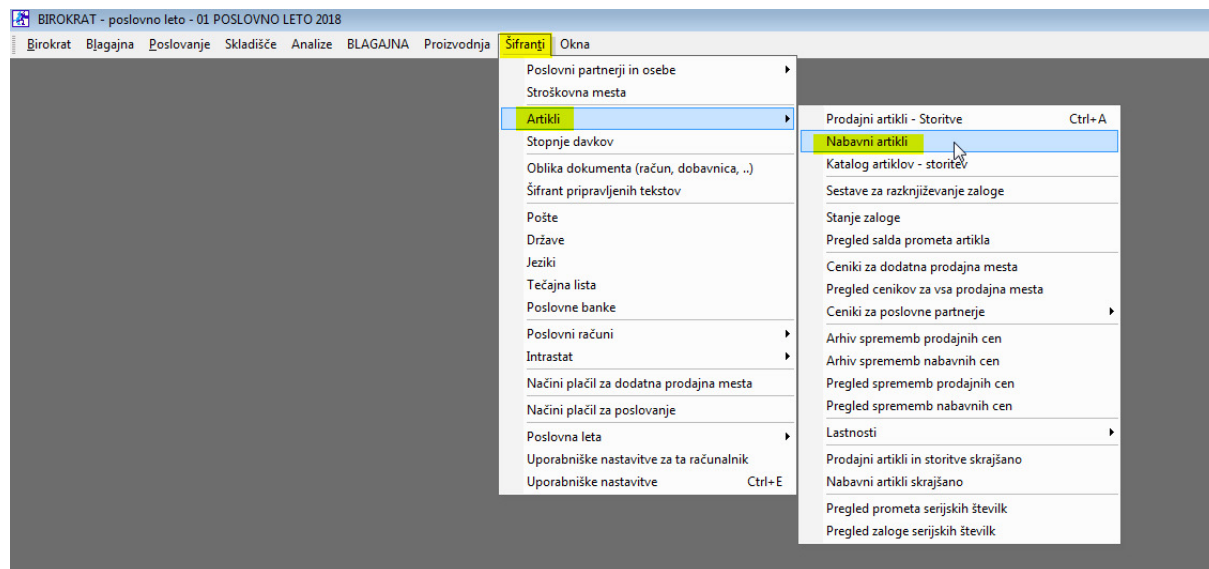 BIROKRAT - poslovno leto - 01 POSLOVNO LETO 2018
Birokrat Blagajna Poslovanje Skladišče Analize BLAGAJNA Proizvodnja Šifranti Okna
Poslovni partnerji in osebe
Stroškovna mesta
Artikli
Stopnje davkov
Oblika dokumenta (račun, dobavnica, ..)
Šifrant pripravljenih tekstov
Pošte
Države
Jeziki
Tečajna lista
Poslovne banke
Poslovni računi
Intrastat
Načini plačil za dodatna prodajna mesta
Načini plačil za poslovanje
Poslovna leta
Uporabniške nastavitve za ta računalnik
Uporabniške nastavitve Ctrl+E
Prodajni artikli - Storitve Ctrl+A
Nabavni artikli
Katalog artiklov - storitev
Sestave za razknjiževanje zaloge
Stanje zaloge
Pregled salda prometa artikla
Ceniki za dodatna prodajna mesta
Pregled cenikov za vsa prodajna mesta
Ceniki za poslovne partnerje
Arhiv sprememb prodajnih cen
Arhiv sprememb nabavnih cen
Pregled sprememb prodajnih cen
Pregled sprememb nabavnih cen
Lastnosti
Prodajni artikli in storitve skrajšano
Nabavni artikli skrajšano
Pregled prometa serijskih številk
Pregled zaloge serijskih številk